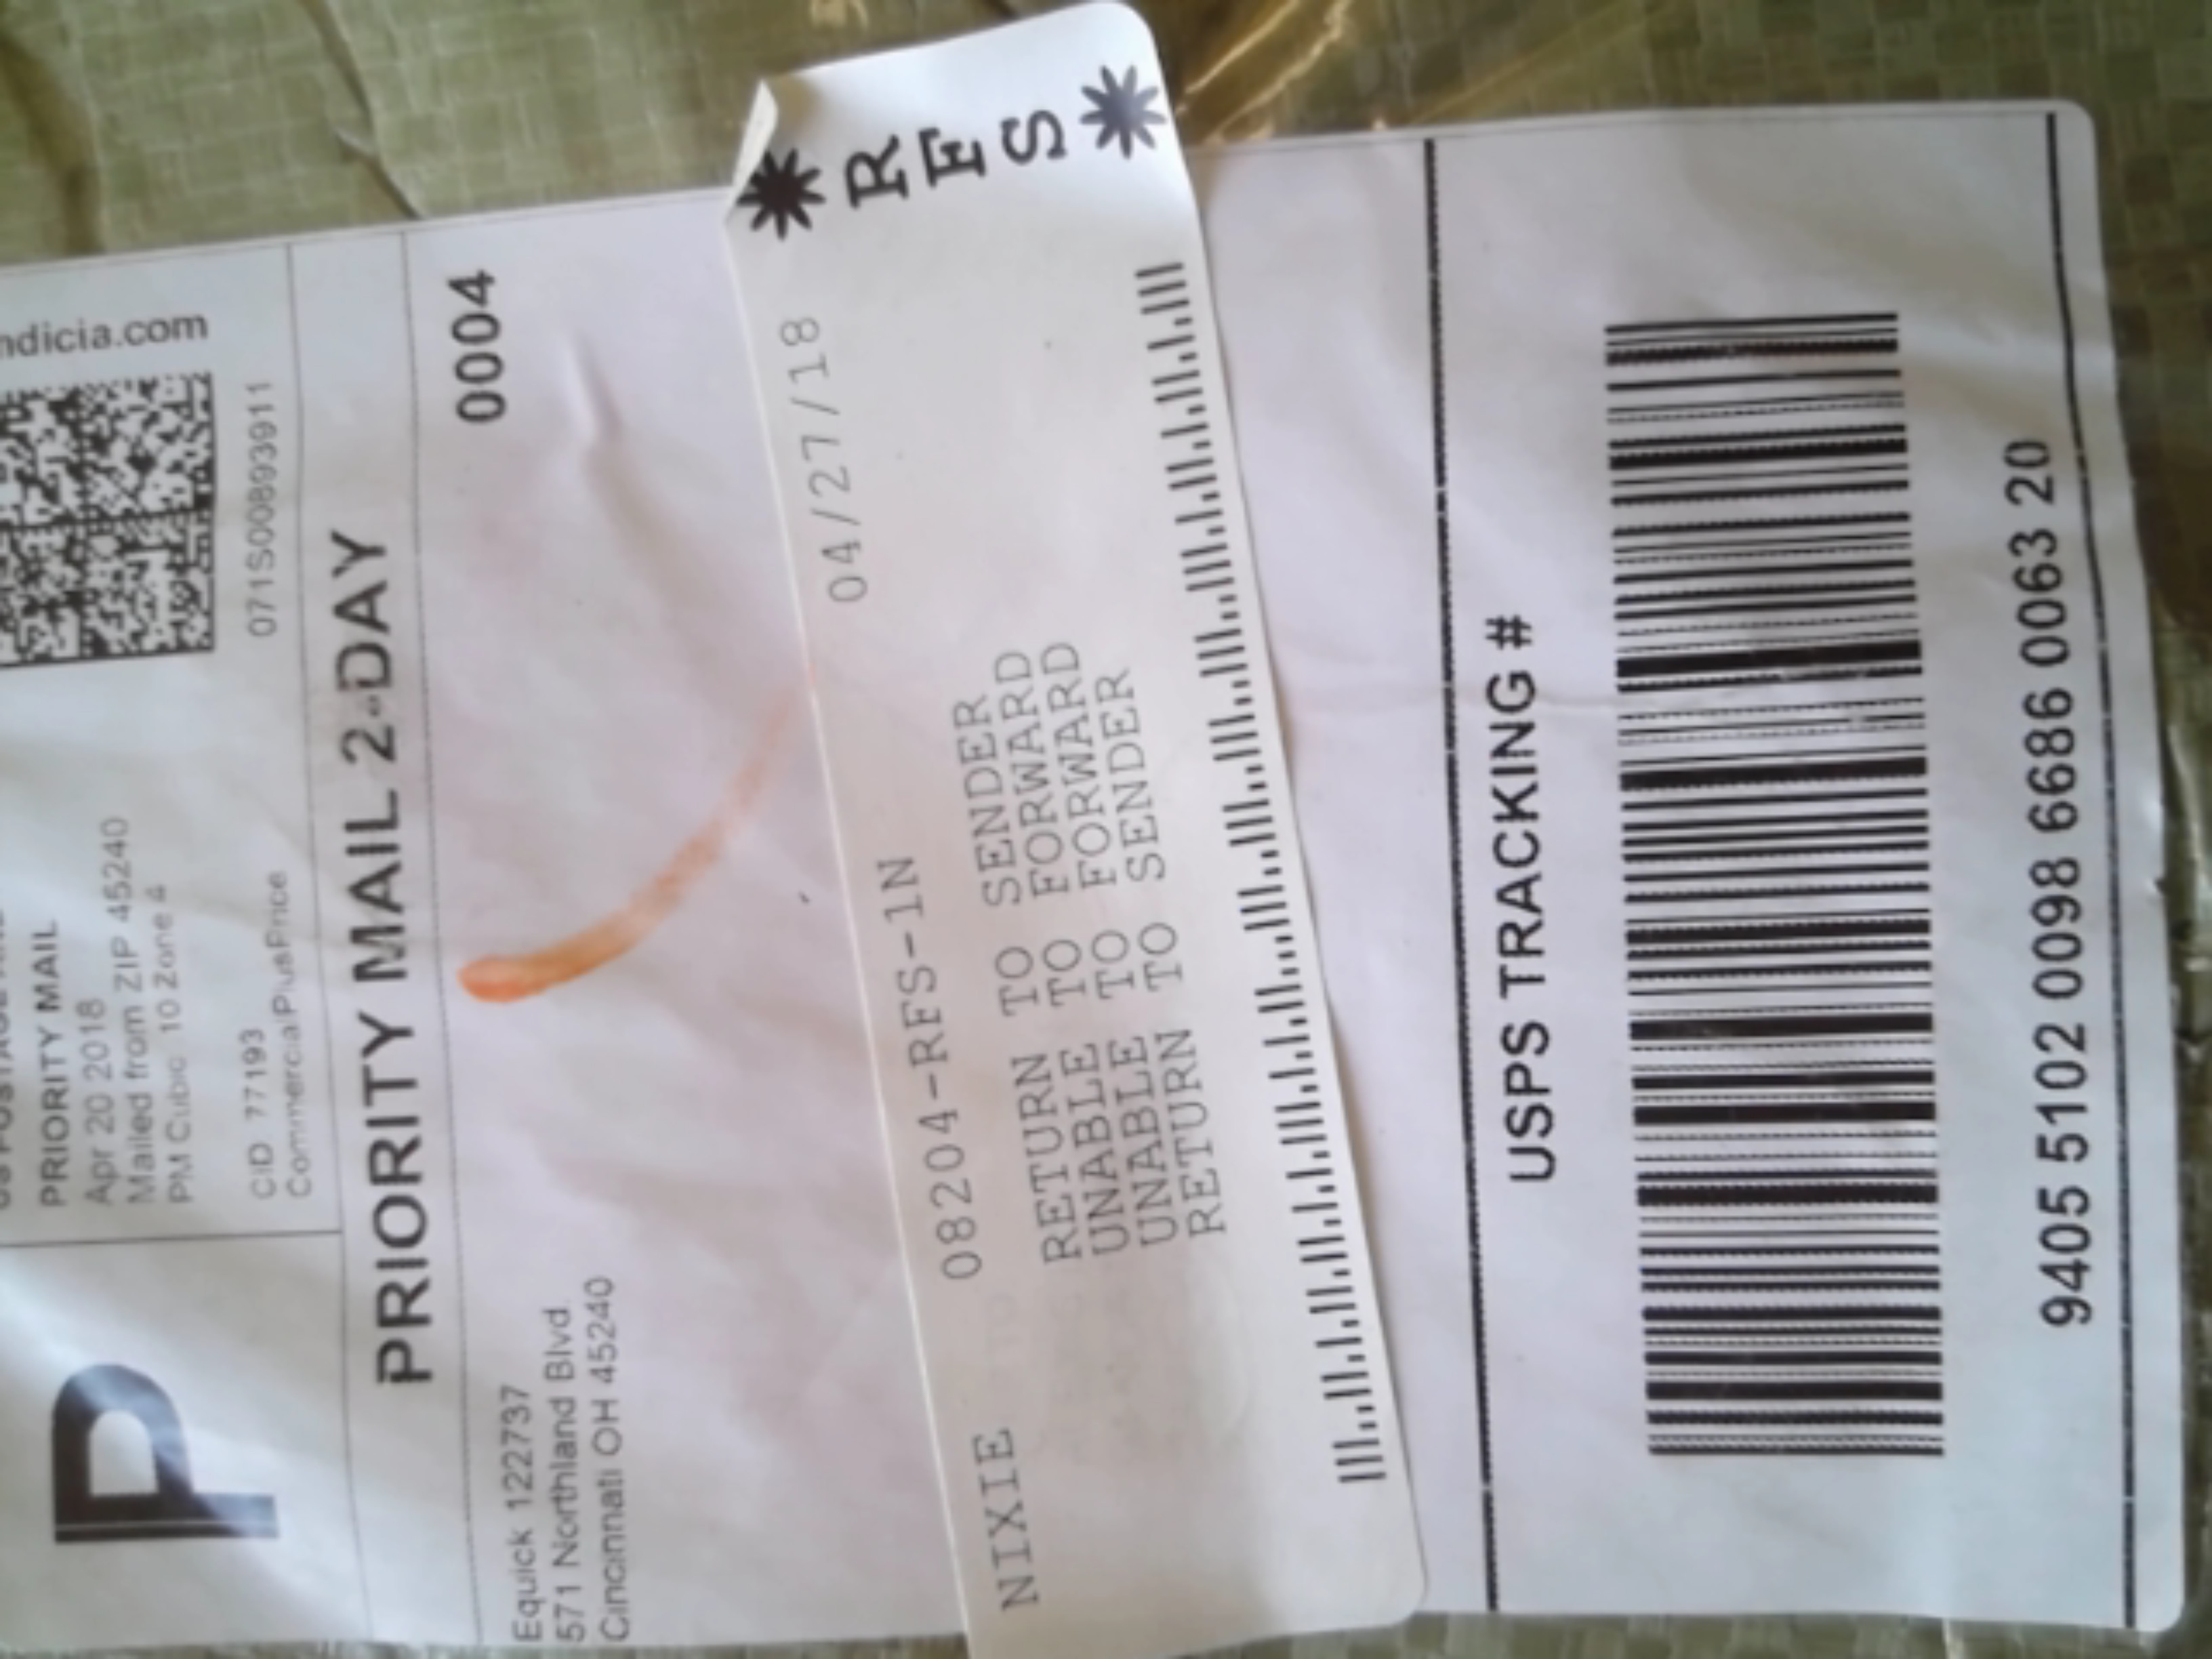 P
PRIORITY MAIL
Apr 20 2018
Mailed from ZIP 45240
PM Cubic 10 Zone 4
CID 77193
CommercialPlusPrice
ndicia.com
071S008939911
PRIORITY MAIL 2-DAY
Equick 122737
571 Northland Blvd
Cincinnati OH 45240
0004
NIXIE 08204-RFS-1N 04/27/18
RETURN TO SENDER
UNABLE TO FORWARD
UNABLE TO FORWARD
RETURN TO SENDER
*
R
F
S
*
USPS TRACKING #
9405 5102 0098 6686 0063 20